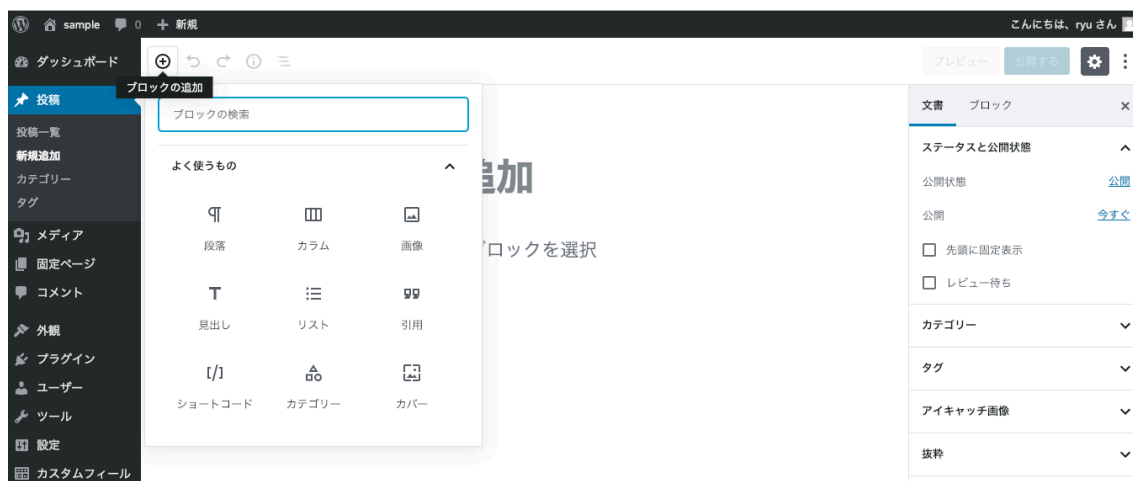 sample 0 新規 こんにちは、ryu さん
ダッシュボード
ブロックの追加
投稿
投稿一覧
新規追加
カテゴリー
タグ
メディア
固定ページ
コメント
外観
プラグイン
ユーザー
ツール
設定
カスタムフィール
ブロックの検索
よく使うもの
段落 カラム 画像
見出し リスト 引用
[/]
ショートコード カテゴリー カバー
追加
ブロックを選択
プレビュー 公開する
文書 ブロック
ステータスと公開状態
公開状態 公開
公開 今すぐ
先頭に固定表示
レビュー待ち
カテゴリー
タグ
アイキャッチ画像
抜粋